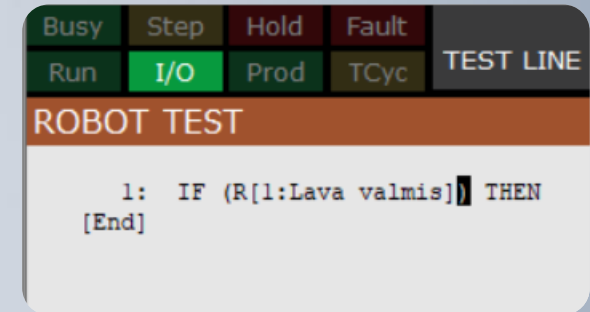 Busy Step Hold Fault
Run I/O Prod TCyc TEST LINE
ROBOT TEST
1: IF (R[1:Lava valmis]) THEN
[End]